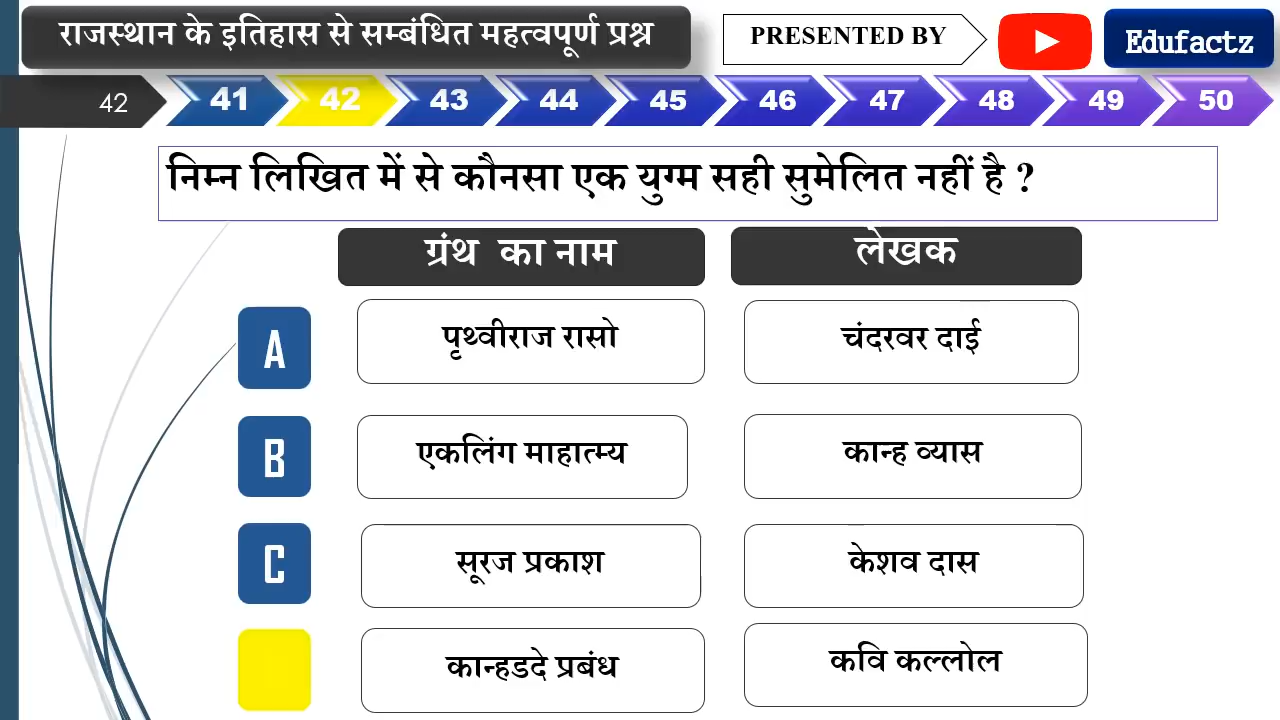 राजस्थान के इतिहास से सम्बंधित महत्वपूर्ण प्रश्न
PRESENTED BY
Edufactz
42
41 42 43 44 45 46 47 48 49 50
निम्न लिखित में से कौनसा एक युग्म सही सुमेलित नहीं है ?
ग्रंथ का नाम लेखक
A पृथ्वीराज रासो चंदरवर दाई
B एकलिंग माहात्म्य कान्ह व्यास
C सूरज प्रकाश केशव दास
कान्हडदे प्रबंध कवि कल्लोल